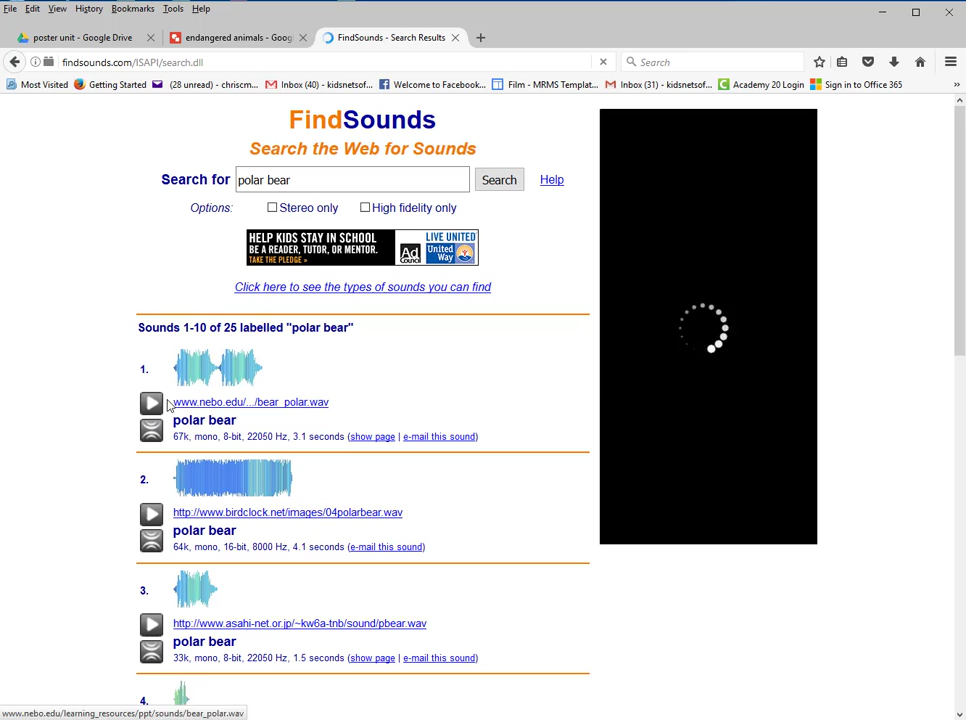 File Edit View History Bookmarks Tools Help
poster unit - Google Drive
endangered animals - Goog
FindSounds - Search Results
findsounds.com/ISAPI/search.dll
Search
Most Visited Getting Started (28 unread) - chriscm... Inbox (40) - kidsnetsof... Welcome to Facebook... Film - MRMS Templat... Inbox (31) - kidsnetsof... Academy 20 Login Sign in to Office 365
FindSounds
Search the Web for Sounds
Search for polar bear Search Help
Options: Stereo only High fidelity only
HELP KIDS STAY IN SCHOOL
BE A READER, TUTOR, OR MENTOR.
TAKE THE PLEDGE »
Ad Council
LIVE UNITED
United Way
Click here to see the types of sounds you can find
Sounds 1-10 of 25 labelled "polar bear"
1.
www.nebo.edu/.../bear_polar.wav
polar bear
67k, mono, 8-bit, 22050 Hz, 3.1 seconds (show page | e-mail this sound)
2.
http://www.birdclock.net/images/04polarbear.wav
polar bear
64k, mono, 16-bit, 8000 Hz, 4.1 seconds (e-mail this sound)
3.
http://www.asahi-net.or.jp/~kw6a-tnb/sound/pbear.wav
polar bear
33k, mono, 8-bit, 22050 Hz, 1.5 seconds (show page | e-mail this sound)
4.
www.nebo.edu/learning_resources/ppt/sounds/bear_polar.wav